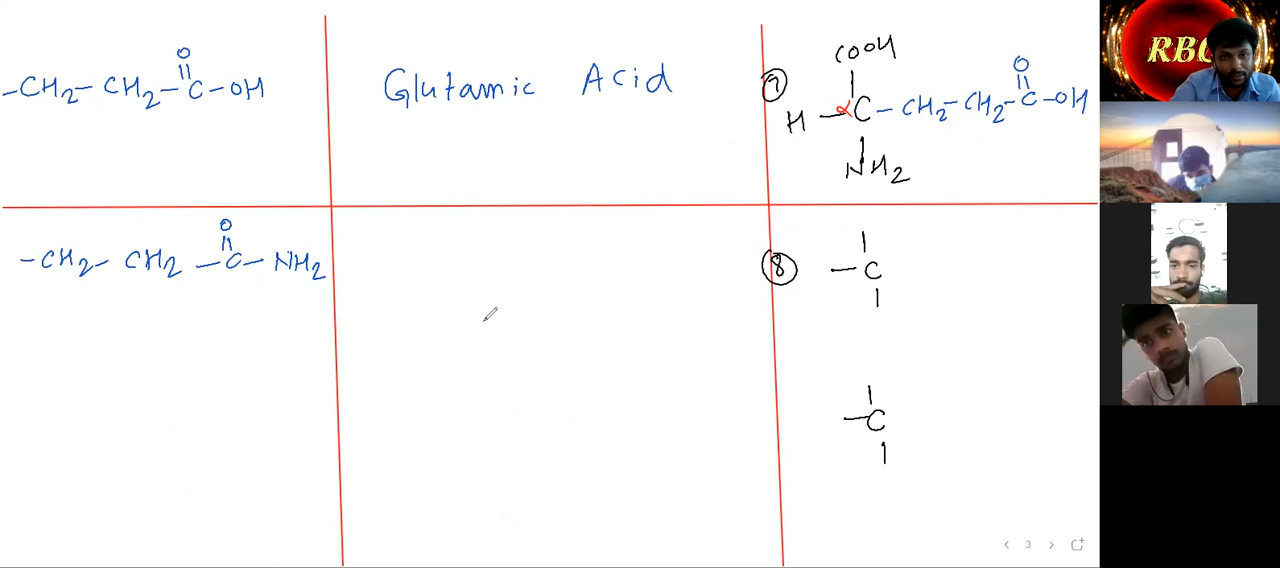 O
-CH2-CH2-C-OH
Glutamic Acid
7
COOH
H - αC - CH2-CH2-C-OH
O
NH2
O
-CH2-CH2-C-NH2
8
-C
-C
< 3 >
RBC